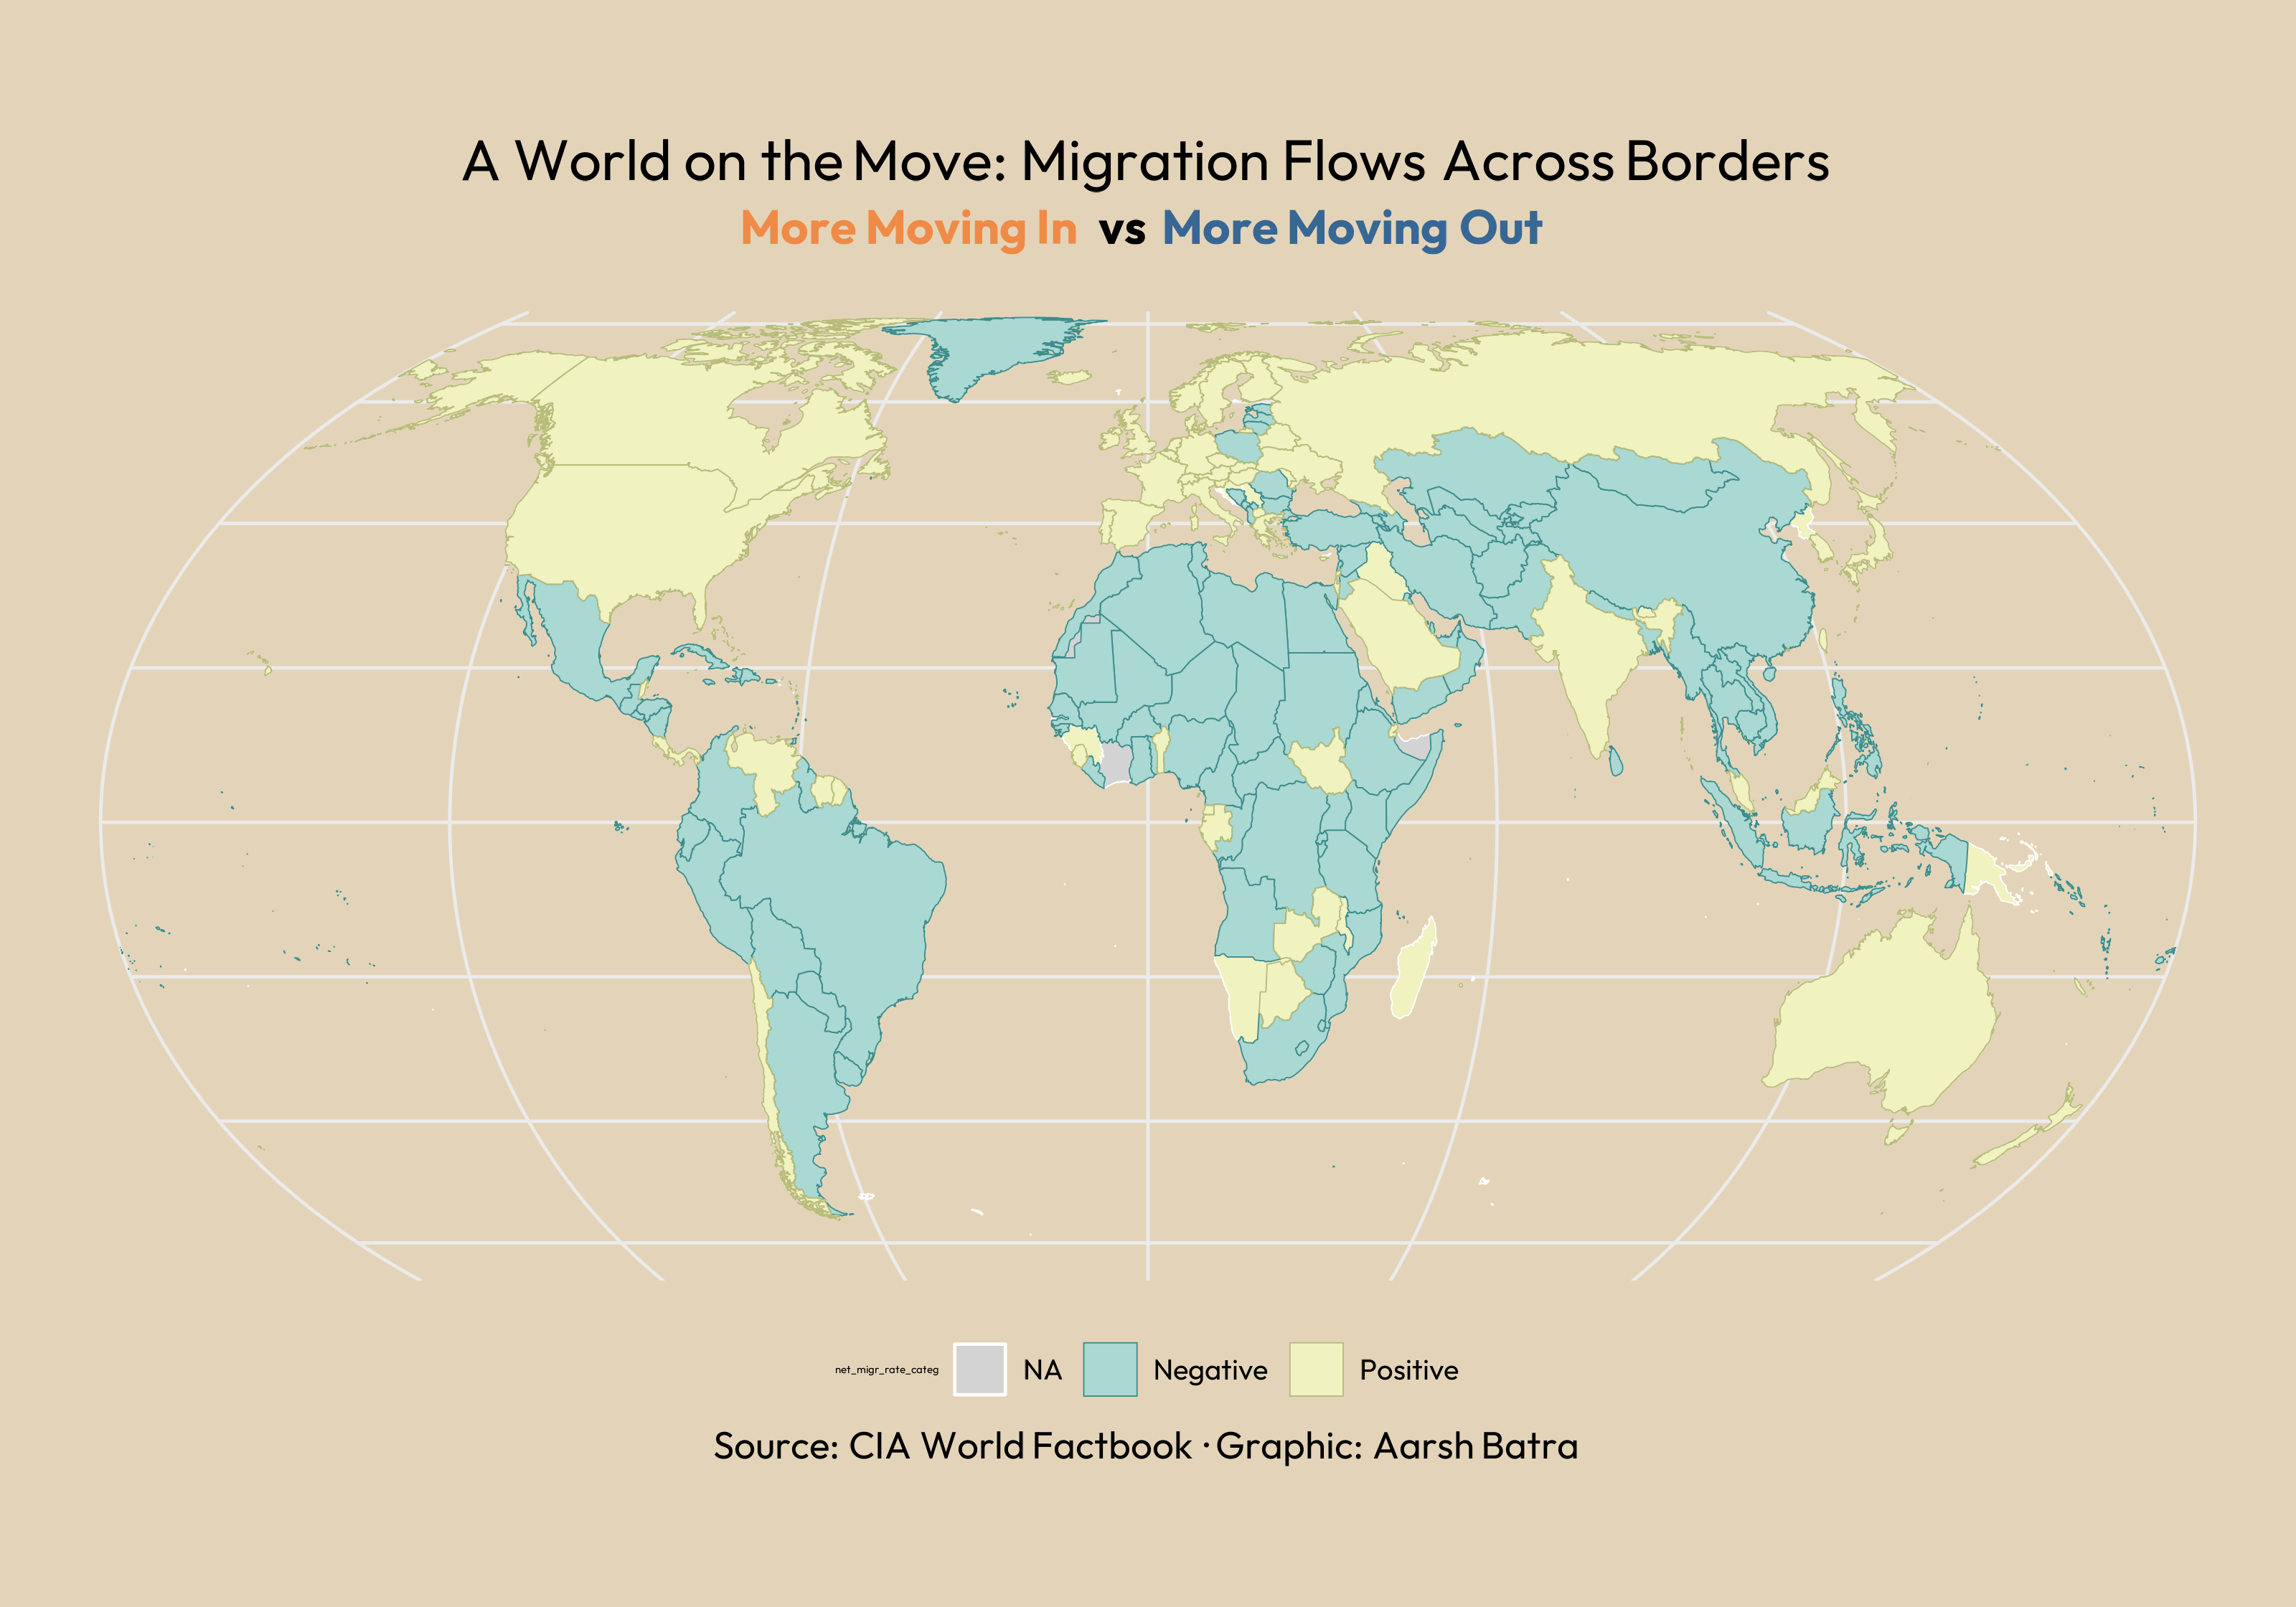 A World on the Move: Migration Flows Across Borders
More Moving In vs More Moving Out
net_migr_rate_categ NA Negative Positive
Source: CIA World Factbook · Graphic: Aarsh Batra